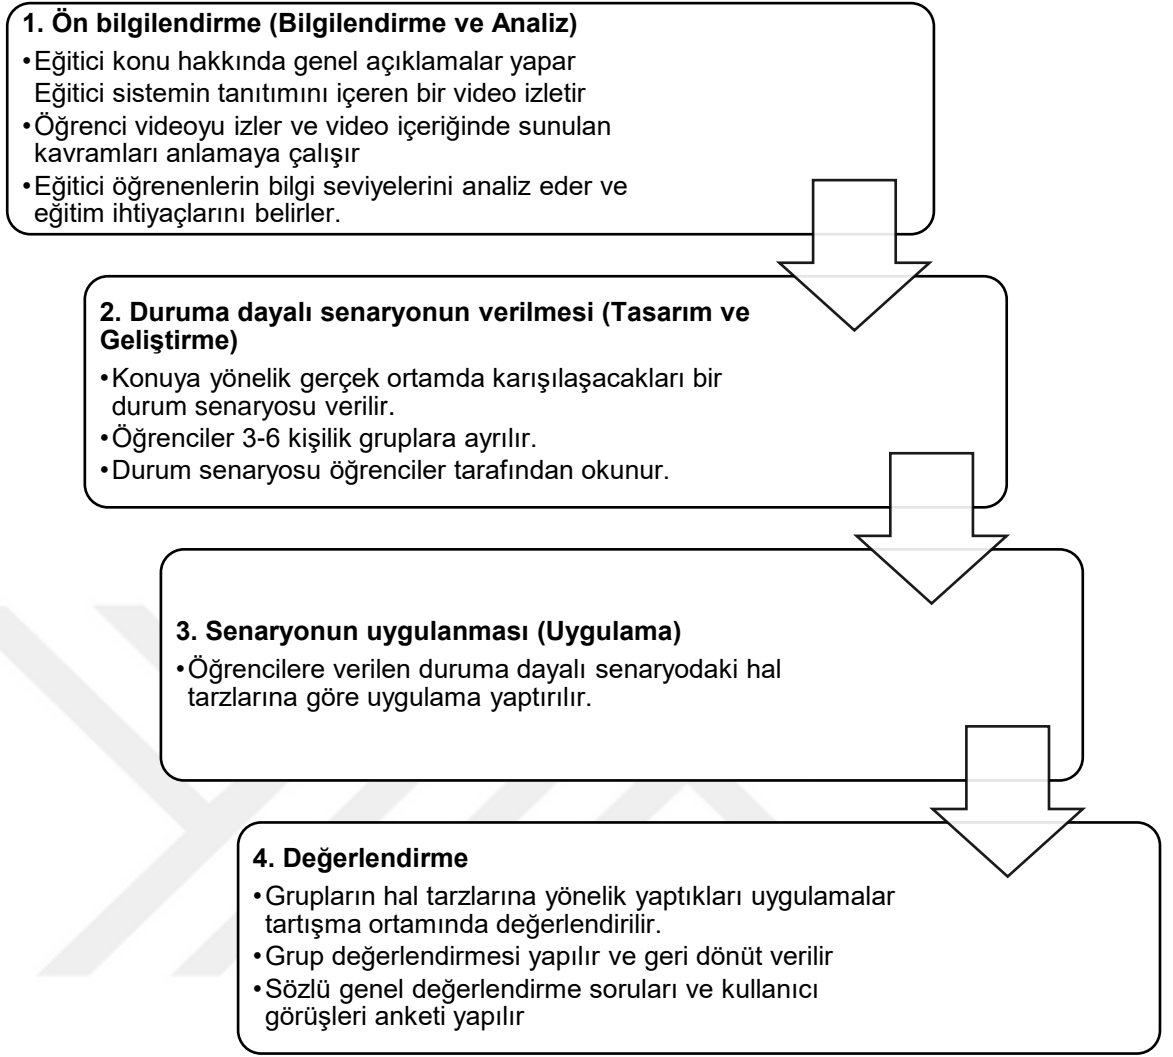 1. Ön bilgilendirme (Bilgilendirme ve Analiz)
•Eğitici konu hakkında genel açıklamalar yapar
Eğitici sistemin tanıtımını içeren bir video izletir
•Öğrenci videoyu izler ve video içeriğinde sunulan
kavramları anlamaya çalışır
•Eğitici öğrenenlerin bilgi seviyelerini analiz eder ve
eğitim ihtiyaçlarını belirler.
2. Duruma dayalı senaryonun verilmesi (Tasarım ve
Geliştirme)
•Konuya yönelik gerçek ortamda karışılaşacakları bir
durum senaryosu verilir.
•Öğrenciler 3-6 kişilik gruplara ayrılır.
•Durum senaryosu öğrenciler tarafından okunur.
3. Senaryonun uygulanması (Uygulama)
•Öğrencilere verilen duruma dayalı senaryodaki hal
tarzlarına göre uygulama yaptırılır.
4. Değerlendirme
•Grupların hal tarzlarına yönelik yaptıkları uygulamalar
tartışma ortamında değerlendirilir.
•Grup değerlendirmesi yapılır ve geri dönüt verilir
•Sözlü genel değerlendirme soruları ve kullanıcı
görüşleri anketi yapılır